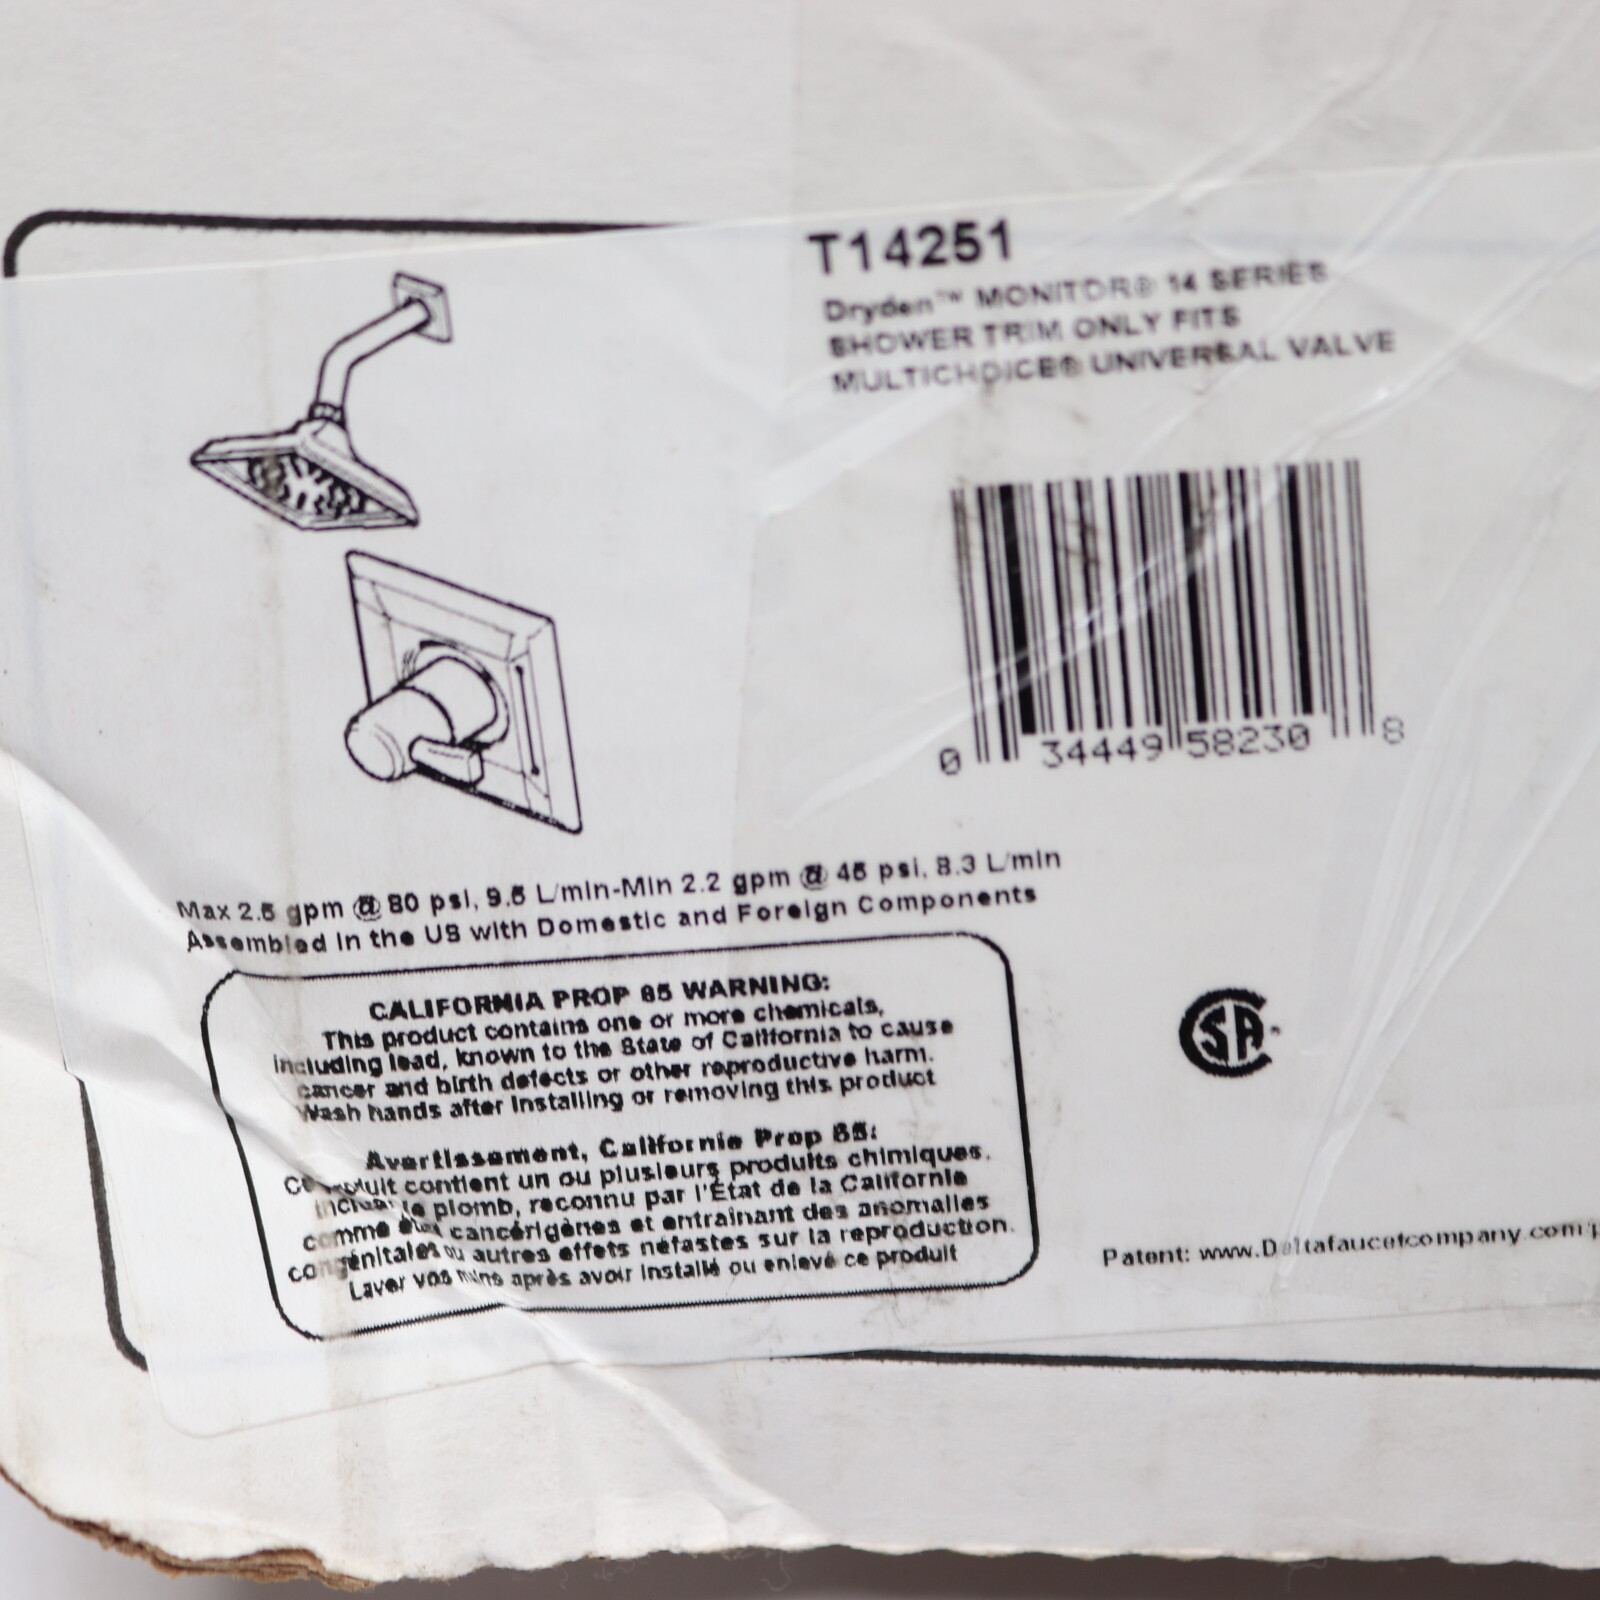 T14251
Dryden™ MONITOR® 14 SERIES
SHOWER TRIM ONLY FITS
MULTICHOICE® UNIVERSAL VALVE
0 34449 58230 8
Max 2.5 gpm @ 80 psi, 9.5 L/min-Min 2.2 gpm @ 45 psi, 8.3 L/min
Assembled in the US with Domestic and Foreign Components
CALIFORNIA PROP 65 WARNING:
This product contains one or more chemicals,
including lead, known to the State of California to cause
cancer and birth defects or other reproductive harm.
Wash hands after installing or removing this product
Avertissement, Californie Prop 65:
Ce produit contient un ou plusieurs produits chimiques,
le plomb, reconnu par l'État de la Californie
comme cancérigènes et entraînant des anomalies
congénitales ou autres effets néfastes sur la reproduction.
Laver vos mins après avoir installé ou enlevé ce produit
CSA
Patent: www.Deltafaucetcompany.com/p